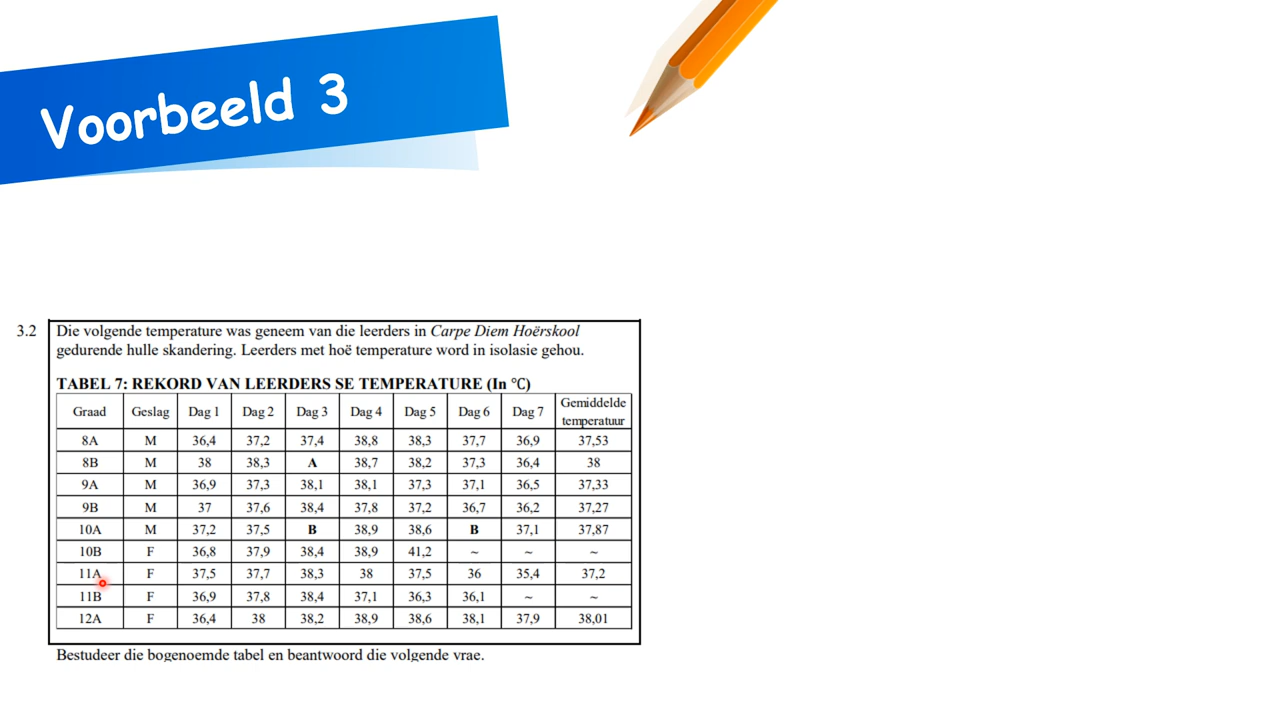 Voorbeeld 3
3.2 Die volgende temperature was geneem van die leerders in Carpe Diem Hoërskool
gedurende hulle skandering. Leerders met hoë temperature word in isolasie gehou.
TABEL 7: REKORD VAN LEERDERS SE TEMPERATURE (In °C)
Graad Geslag Dag 1 Dag 2 Dag 3 Dag 4 Dag 5 Dag 6 Dag 7 Gemiddelde temperatuur
8A M 36,4 37,2 37,4 38,8 38,3 37,7 36,9 37,53
8B M 38 38,3 A 38,7 38,2 37,3 36,4 38
9A M 36,9 37,3 38,1 38,1 37,3 37,1 36,5 37,33
9B M 37 37,6 38,4 37,8 37,2 36,7 36,2 37,27
10A M 37,2 37,5 B 38,9 38,6 B 37,1 37,87
10B F 36,8 37,9 38,4 38,9 41,2 ~ ~ ~
11A F 37,5 37,7 38,3 38 37,5 36 35,4 37,2
11B F 36,9 37,8 38,4 37,1 36,3 36,1 ~ ~
12A F 36,4 38 38,2 38,9 38,6 38,1 37,9 38,01
Bestudeer die bogenoemde tabel en beantwoord die volgende vrae.